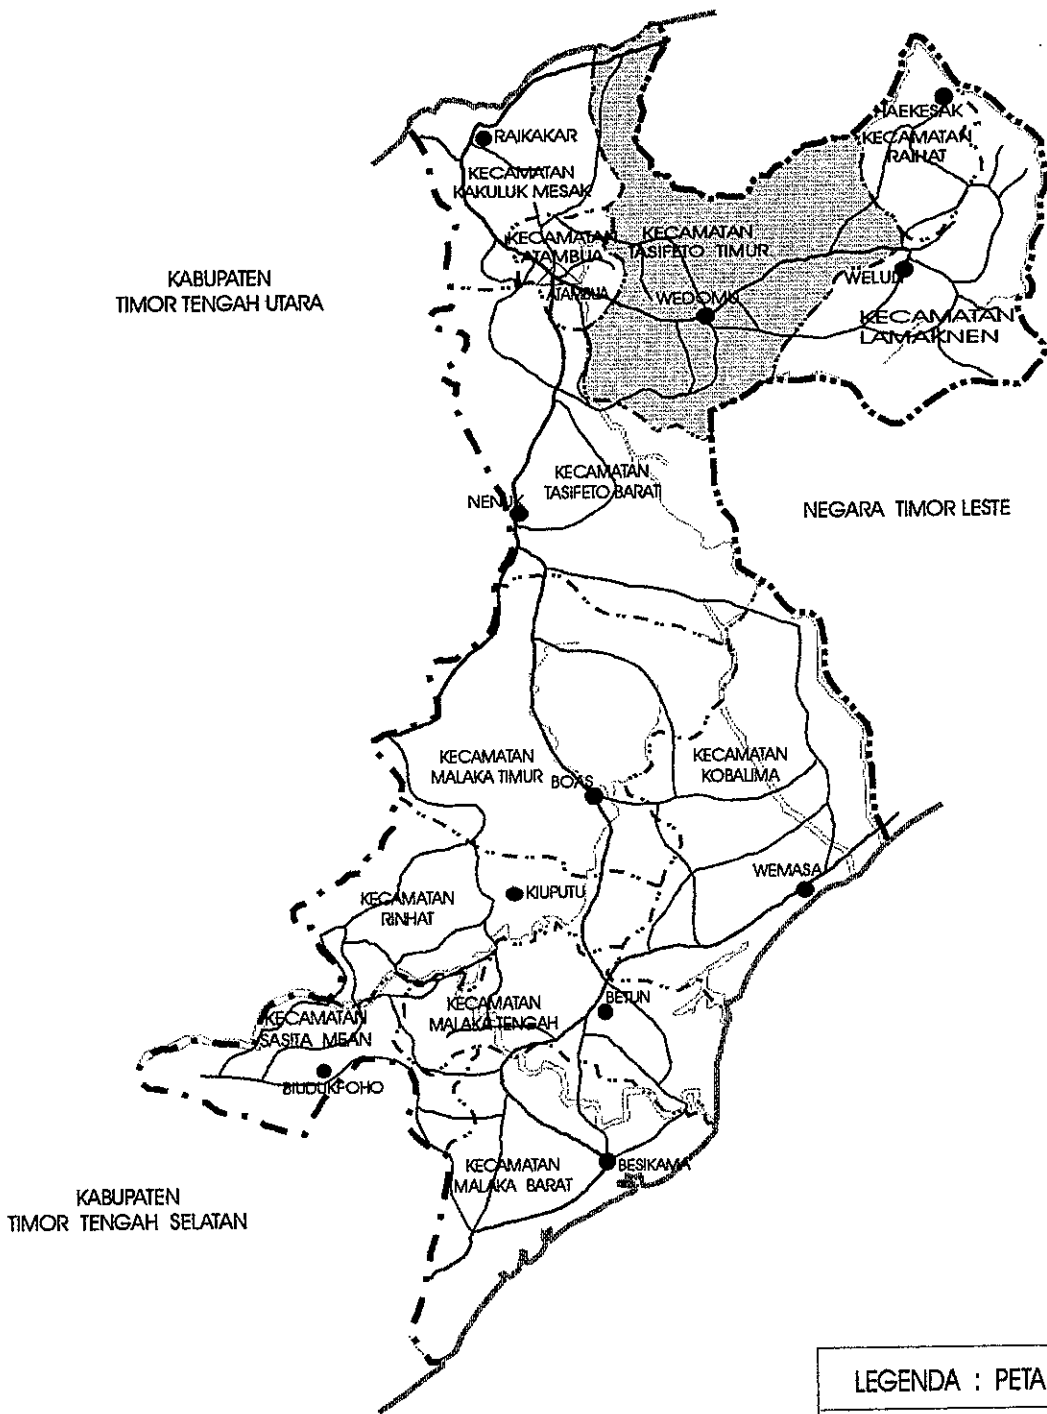 HAEKESAK
KECAMATAN
RAIHAT
RAIKAKAR
KECAMATAN
KAKULUK MESAK
KECAMATAN
ATAMBUA
ATAMBUA
KECAMATAN
TASIFETO TIMUR
WEDOMU
KABUPATEN
TIMOR TENGAH UTARA
WELULI
KECAMATAN
LAMAKNEN
KECAMATAN
TASIFETO BARAT
NENUK
NEGARA TIMOR LESTE
KECAMATAN
MALAKA TIMUR
BOAS
KECAMATAN
KOBALIMA
WEMASA
KECAMATAN
RINHAT
KIUPUTU
KECAMATAN
SASITA MEAN
BIUDUKFOHO
KECAMATAN
MALAKA TENGAH
BETUN
KECAMATAN
MALAKA BARAT
BESIKAMA
KABUPATEN
TIMOR TENGAH SELATAN
LEGENDA : PETA